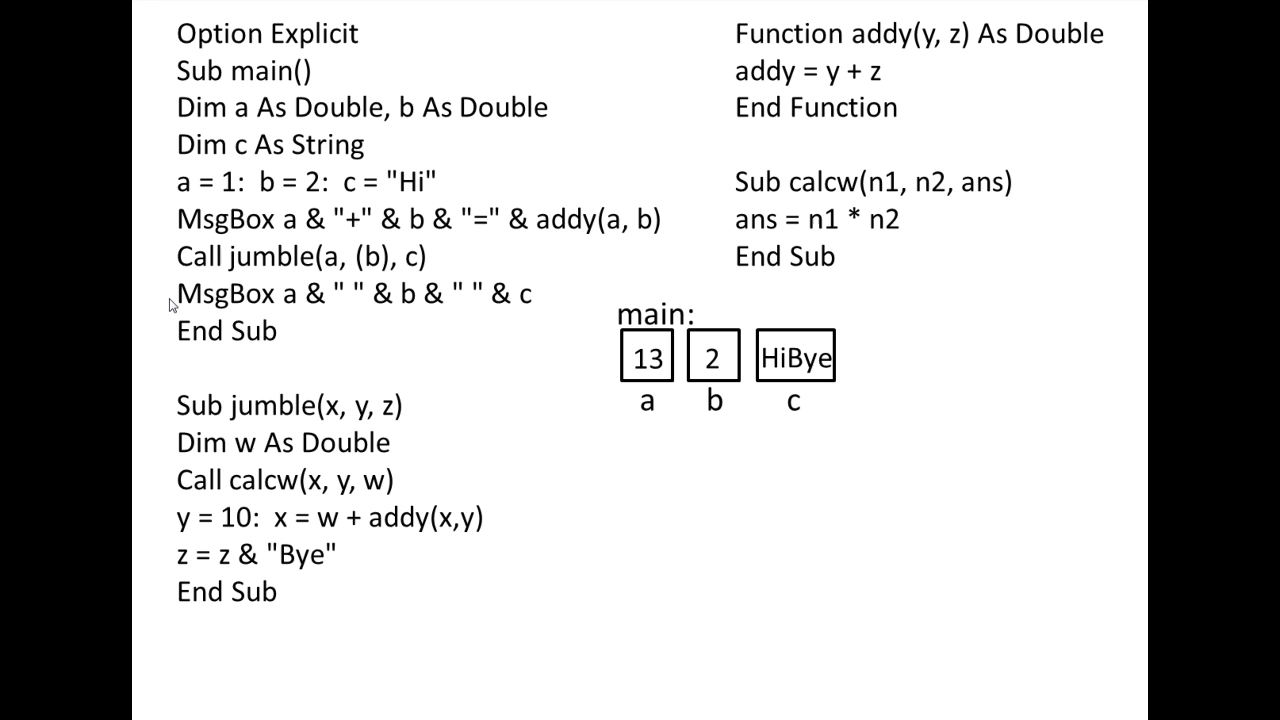 Option Explicit
Sub main()
Dim a As Double, b As Double
Dim c As String
a = 1:  b = 2:  c = "Hi"
MsgBox a & "+" & b & "=" & addy(a, b)
Call jumble(a, (b), c)
MsgBox a & " " & b & " " & c
End Sub
Sub jumble(x, y, z)
Dim w As Double
Call calcw(x, y, w)
y = 10:  x = w + addy(x,y)
z = z & "Bye"
End Sub
Function addy(y, z) As Double
addy = y + z
End Function
Sub calcw(n1, n2, ans)
ans = n1 * n2
End Sub
main:
13 2 HiBye
a b c